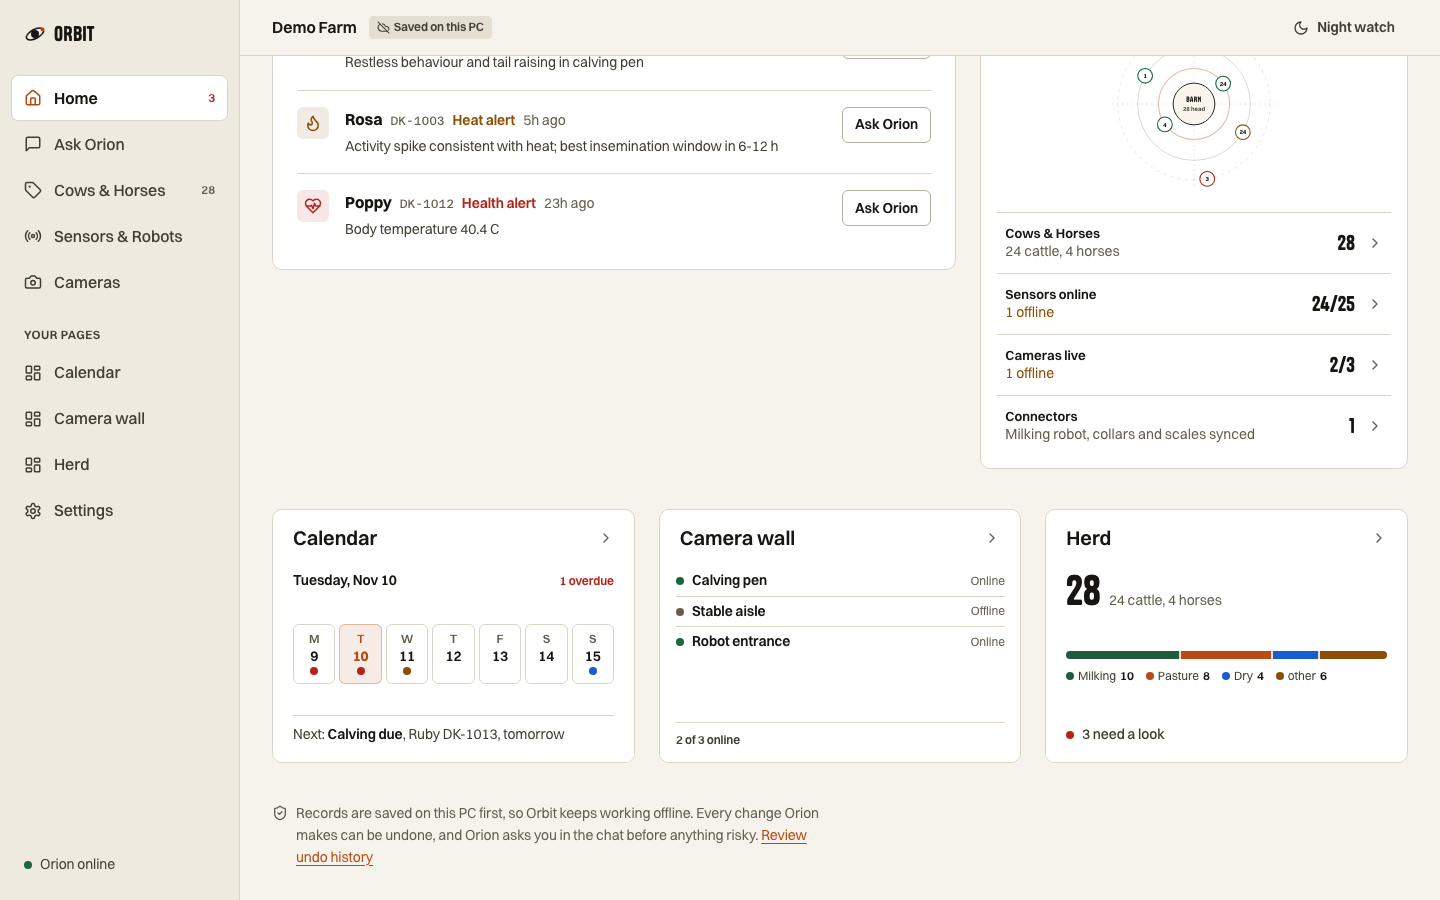 ORBIT
Home 3
Ask Orion
Cows & Horses 28
Sensors & Robots
Cameras
YOUR PAGES
Calendar
Camera wall
Herd
Settings
Orion online
Demo Farm Saved on this PC
Night watch
Restless behaviour and tail raising in calving pen
Rosa DK-1003 Heat alert 5h ago
Activity spike consistent with heat; best insemination window in 6-12 h
Ask Orion
Poppy DK-1012 Health alert 23h ago
Body temperature 40.4 C
Ask Orion
1
24
BARN
28 head
4
24
3
Cows & Horses
24 cattle, 4 horses
28
Sensors online
1 offline
24/25
Cameras live
1 offline
2/3
Connectors
Milking robot, collars and scales synced
1
Calendar
Tuesday, Nov 10 1 overdue
M T W T F S S
9 10 11 12 13 14 15
Next: Calving due, Ruby DK-1013, tomorrow
Camera wall
Calving pen Online
Stable aisle Offline
Robot entrance Online
2 of 3 online
Herd
28 24 cattle, 4 horses
Milking 10 Pasture 8 Dry 4 other 6
3 need a look
Records are saved on this PC first, so Orbit keeps working offline. Every change Orion
makes can be undone, and Orion asks you in the chat before anything risky. Review
undo history